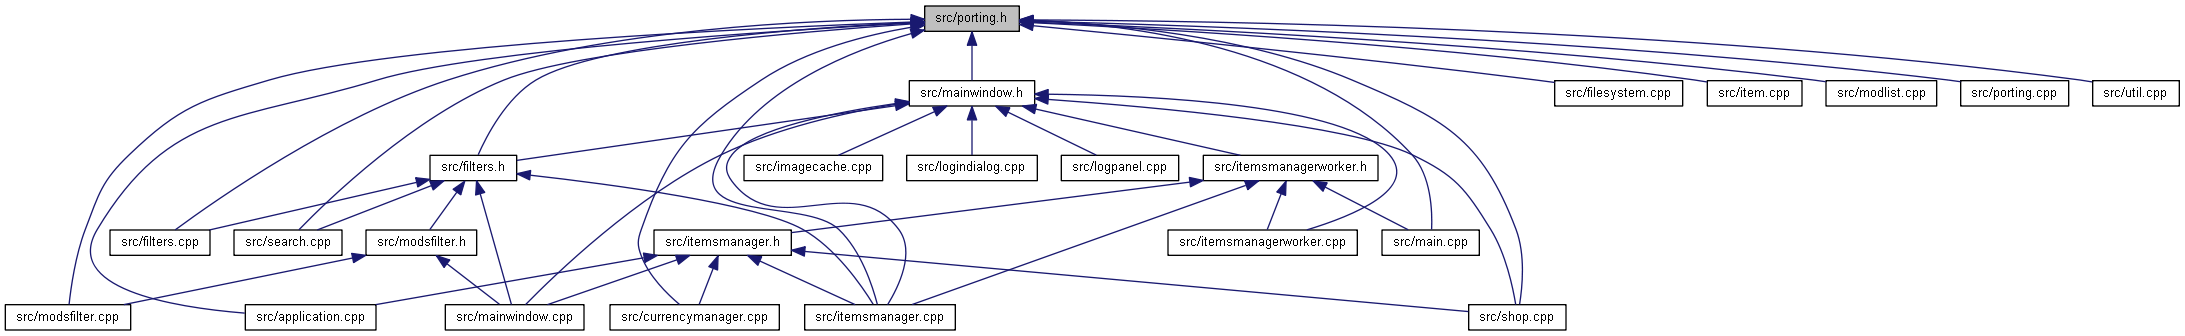 src/porting.h
src/mainwindow.h
src/filesystem.cpp
src/item.cpp
src/modlist.cpp
src/porting.cpp
src/util.cpp
src/filters.h
src/imagecache.cpp
src/logindialog.cpp
src/logpanel.cpp
src/itemsmanagerworker.h
src/filters.cpp
src/search.cpp
src/modsfilter.h
src/itemsmanager.h
src/itemsmanagerworker.cpp
src/main.cpp
src/modsfilter.cpp
src/application.cpp
src/mainwindow.cpp
src/currencymanager.cpp
src/itemsmanager.cpp
src/shop.cpp